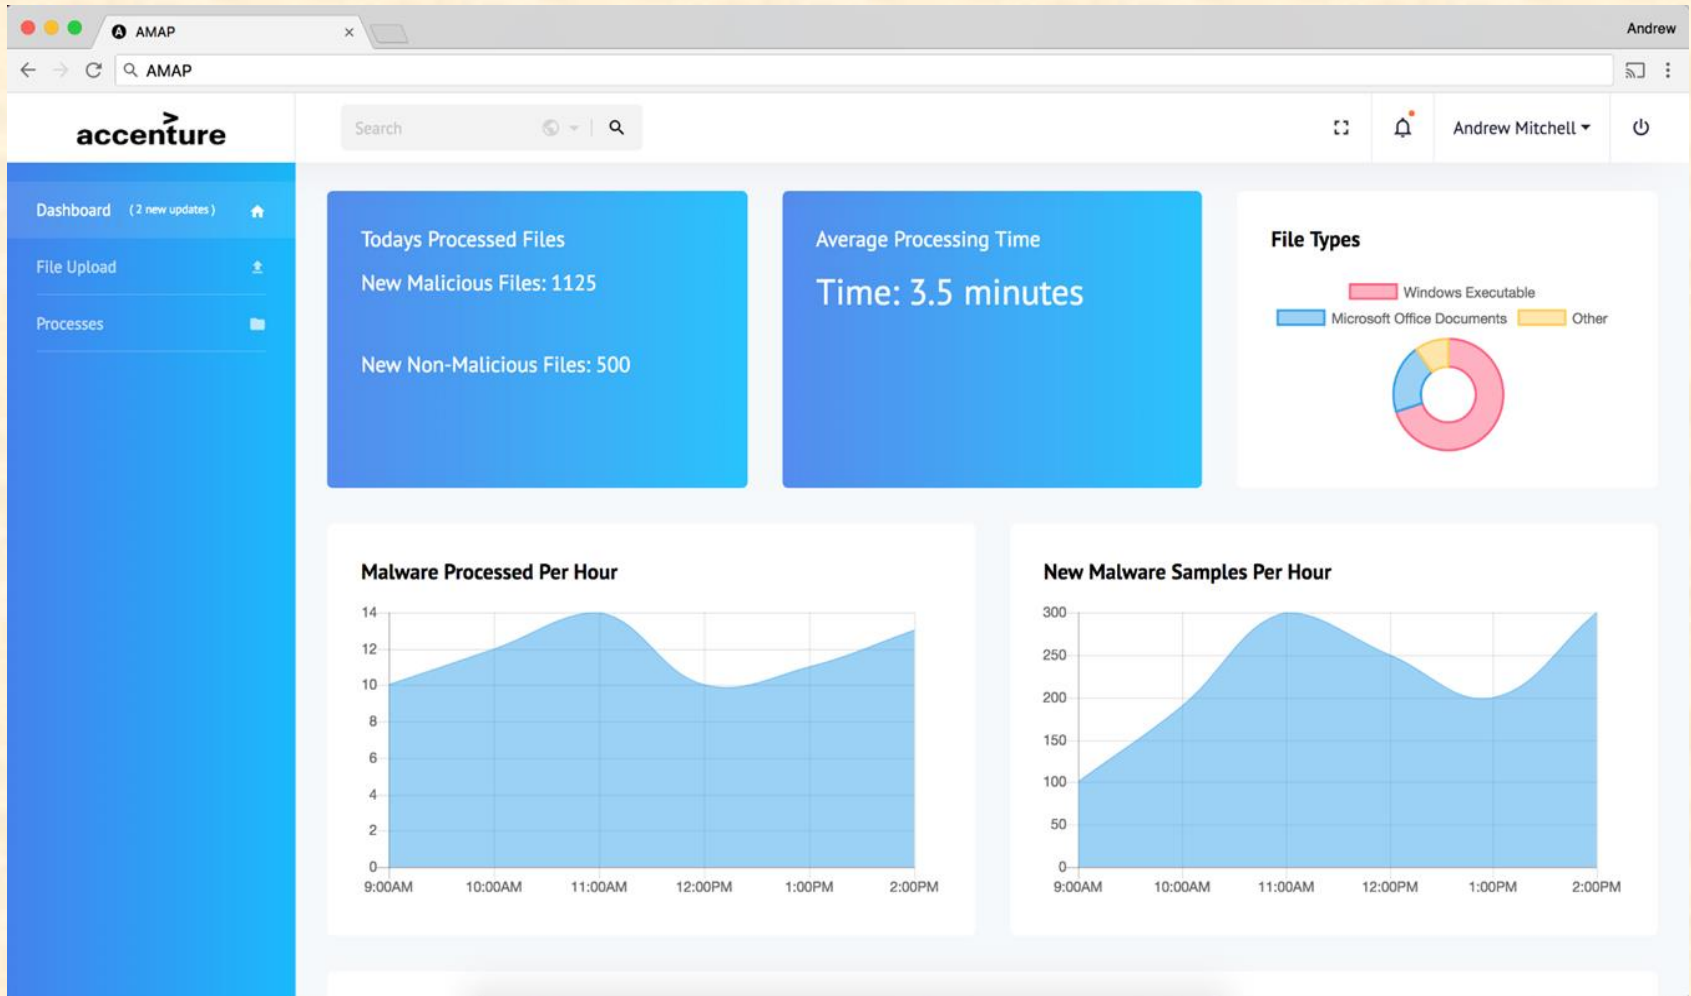 AMAP
Andrew
AMAP
accenture
Search
Andrew Mitchell
Dashboard (2 new updates)
File Upload
Processes
Todays Processed Files
New Malicious Files: 1125
New Non-Malicious Files: 500
Average Processing Time
Time: 3.5 minutes
File Types
Windows Executable
Microsoft Office Documents Other
Malware Processed Per Hour
14
12
10
8
6
4
2
0
9:00AM 10:00AM 11:00AM 12:00PM 1:00PM 2:00PM
New Malware Samples Per Hour
300
250
200
150
100
50
0
9:00AM 10:00AM 11:00AM 12:00PM 1:00PM 2:00PM